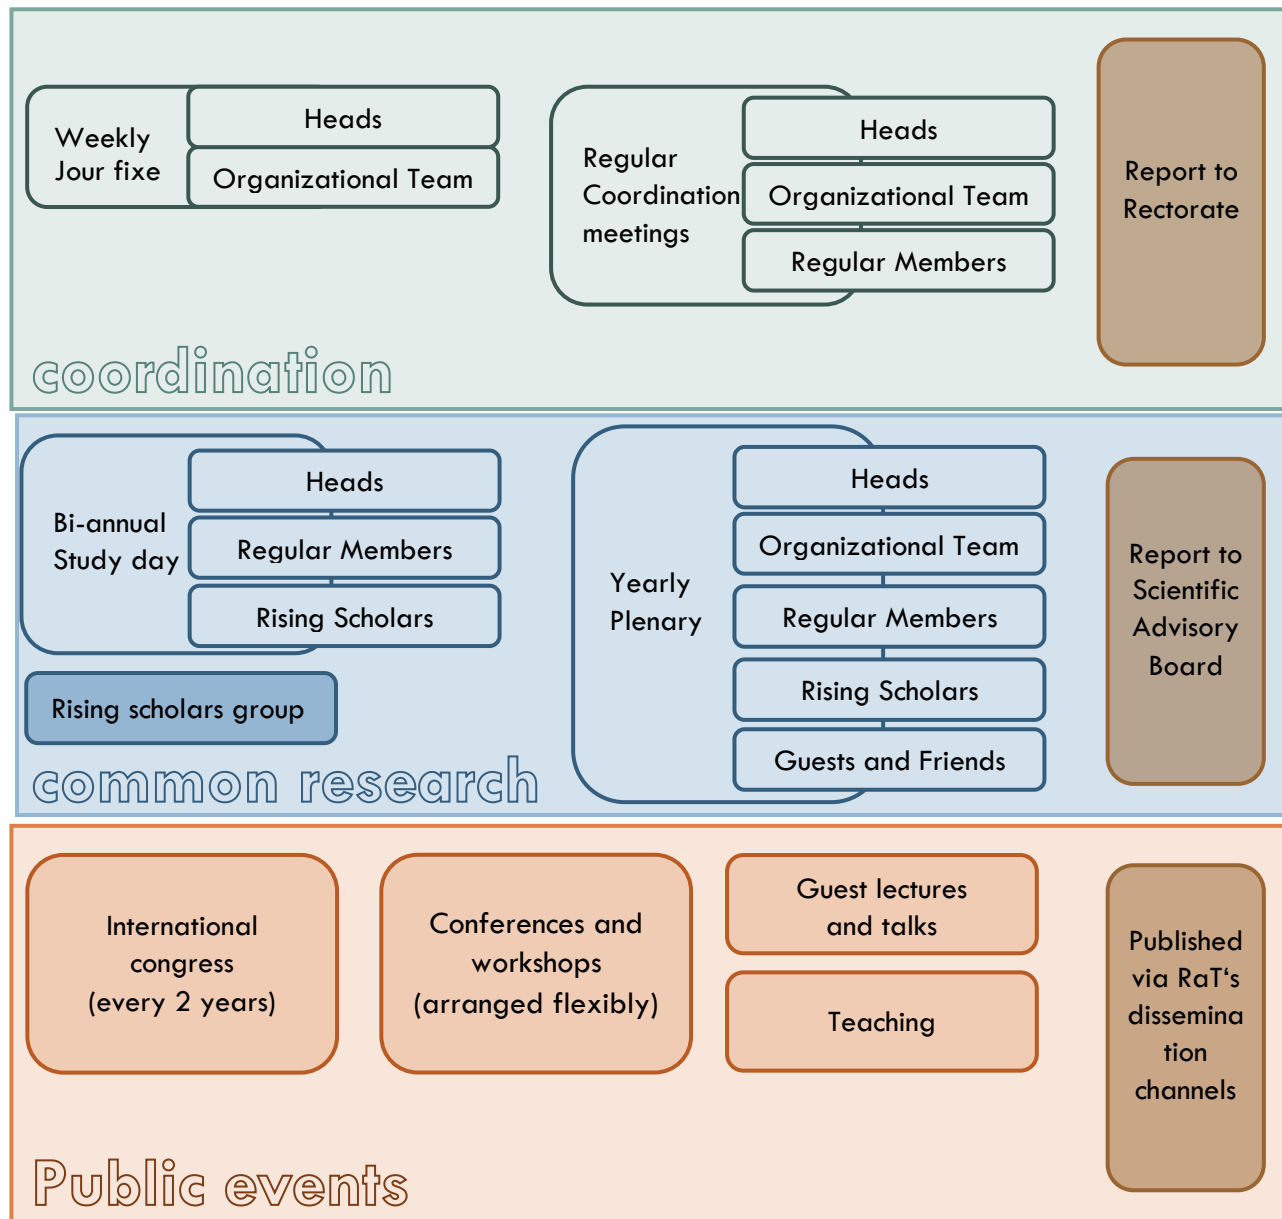 Weekly
Jour fixe
Heads
Organizational Team
Regular
Coordination
meetings
Heads
Organizational Team
Regular Members
Report to
Rectorate
coordination
Bi-annual
Study day
Heads
Regular Members
Rising Scholars
Rising scholars group
Yearly
Plenary
Heads
Organizational Team
Regular Members
Rising Scholars
Guests and Friends
Report to
Scientific
Advisory
Board
common research
International
congress
(every 2 years)
Conferences and
workshops
(arranged flexibly)
Guest lectures
and talks
Teaching
Published
via RaT‘s
dissemina
tion
channels
Public events